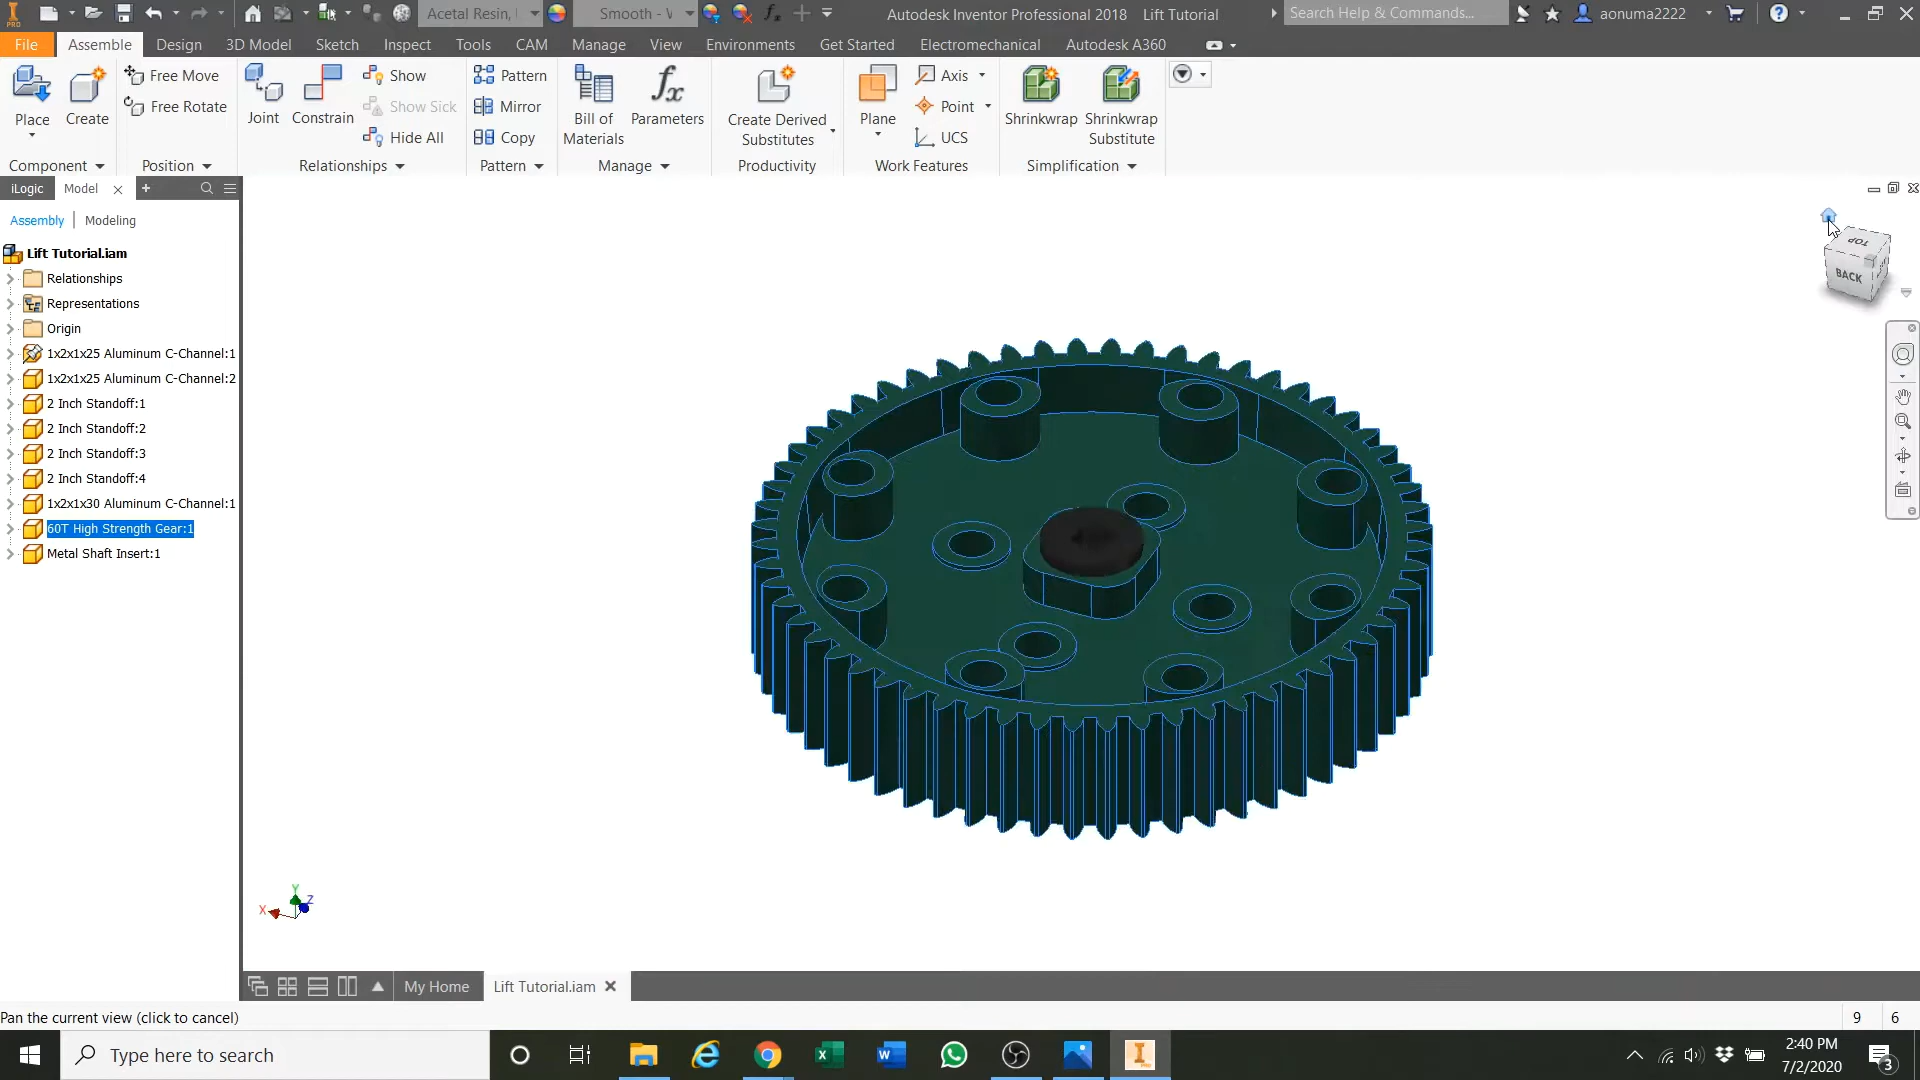 Acetal Resin,
Smooth -
Autodesk Inventor Professional 2018 Lift Tutorial
Search Help & Commands...
aonuma2222
PRO
File Assemble Design 3D Model Sketch Inspect Tools CAM Manage View Environments Get Started Electromechanical Autodesk A360
Place
Create
Free Move
Free Rotate
Joint
Constrain
Show
Show Sick
Hide All
Pattern
Mirror
Copy
Bill of Materials
fx
Parameters
Create Derived Substitutes
Plane
Axis
Point
UCS
Shrinkwrap
Shrinkwrap Substitute
Component Position Relationships Pattern Manage Productivity Work Features Simplification
iLogic Model +
Assembly | Modeling
Lift Tutorial.iam
Relationships
Representations
Origin
1x2x1x25 Aluminum C-Channel:1
1x2x1x25 Aluminum C-Channel:2
2 Inch Standoff:1
2 Inch Standoff:2
2 Inch Standoff:3
2 Inch Standoff:4
1x2x1x30 Aluminum C-Channel:1
60T High Strength Gear:1
Metal Shaft Insert:1
TOP
BACK
Y
Z
X
My Home Lift Tutorial.iam
Pan the current view (click to cancel)
9 6
Type here to search
2:40 PM
7/2/2020
3